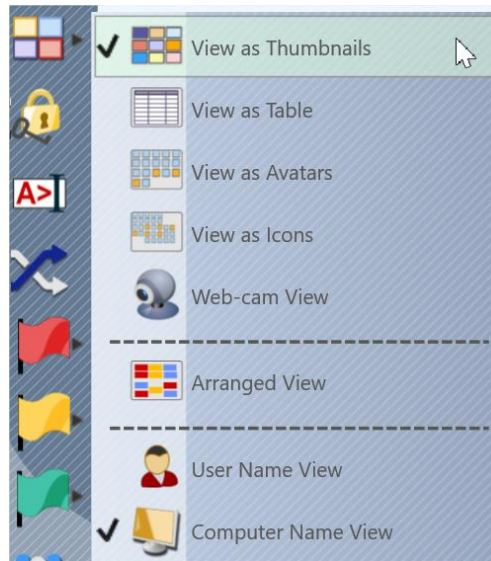 View as Thumbnails
View as Table
A>
View as Avatars
View as Icons
Web-cam View
Arranged View
User Name View
Computer Name View